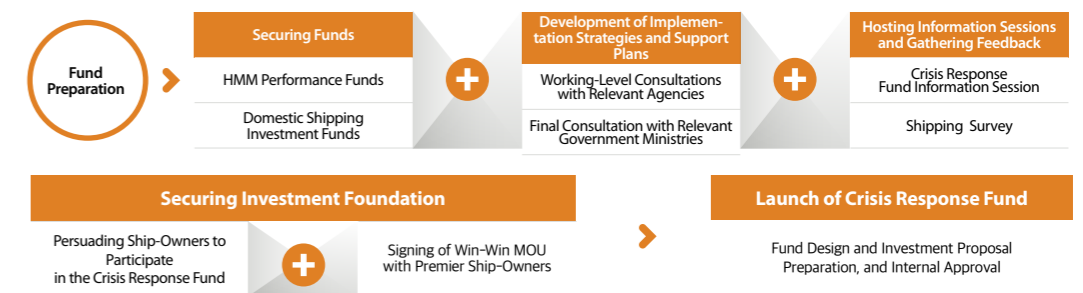 Fund
Preparation
Securing Funds
HMM Performance Funds
Domestic Shipping
Investment Funds
Development of Implemen-
tation Strategies and Support
Plans
Working-Level Consultations
with Relevant Agencies
Final Consultation with Relevant
Government Ministries
Hosting Information Sessions
and Gathering Feedback
Crisis Response
Fund Information Session
Shipping Survey
Securing Investment Foundation
Persuading Ship-Owners to
Participate
in the Crisis Response Fund
Signing of Win-Win MOU
with Premier Ship-Owners
Launch of Crisis Response Fund
Fund Design and Investment Proposal
Preparation, and Internal Approval